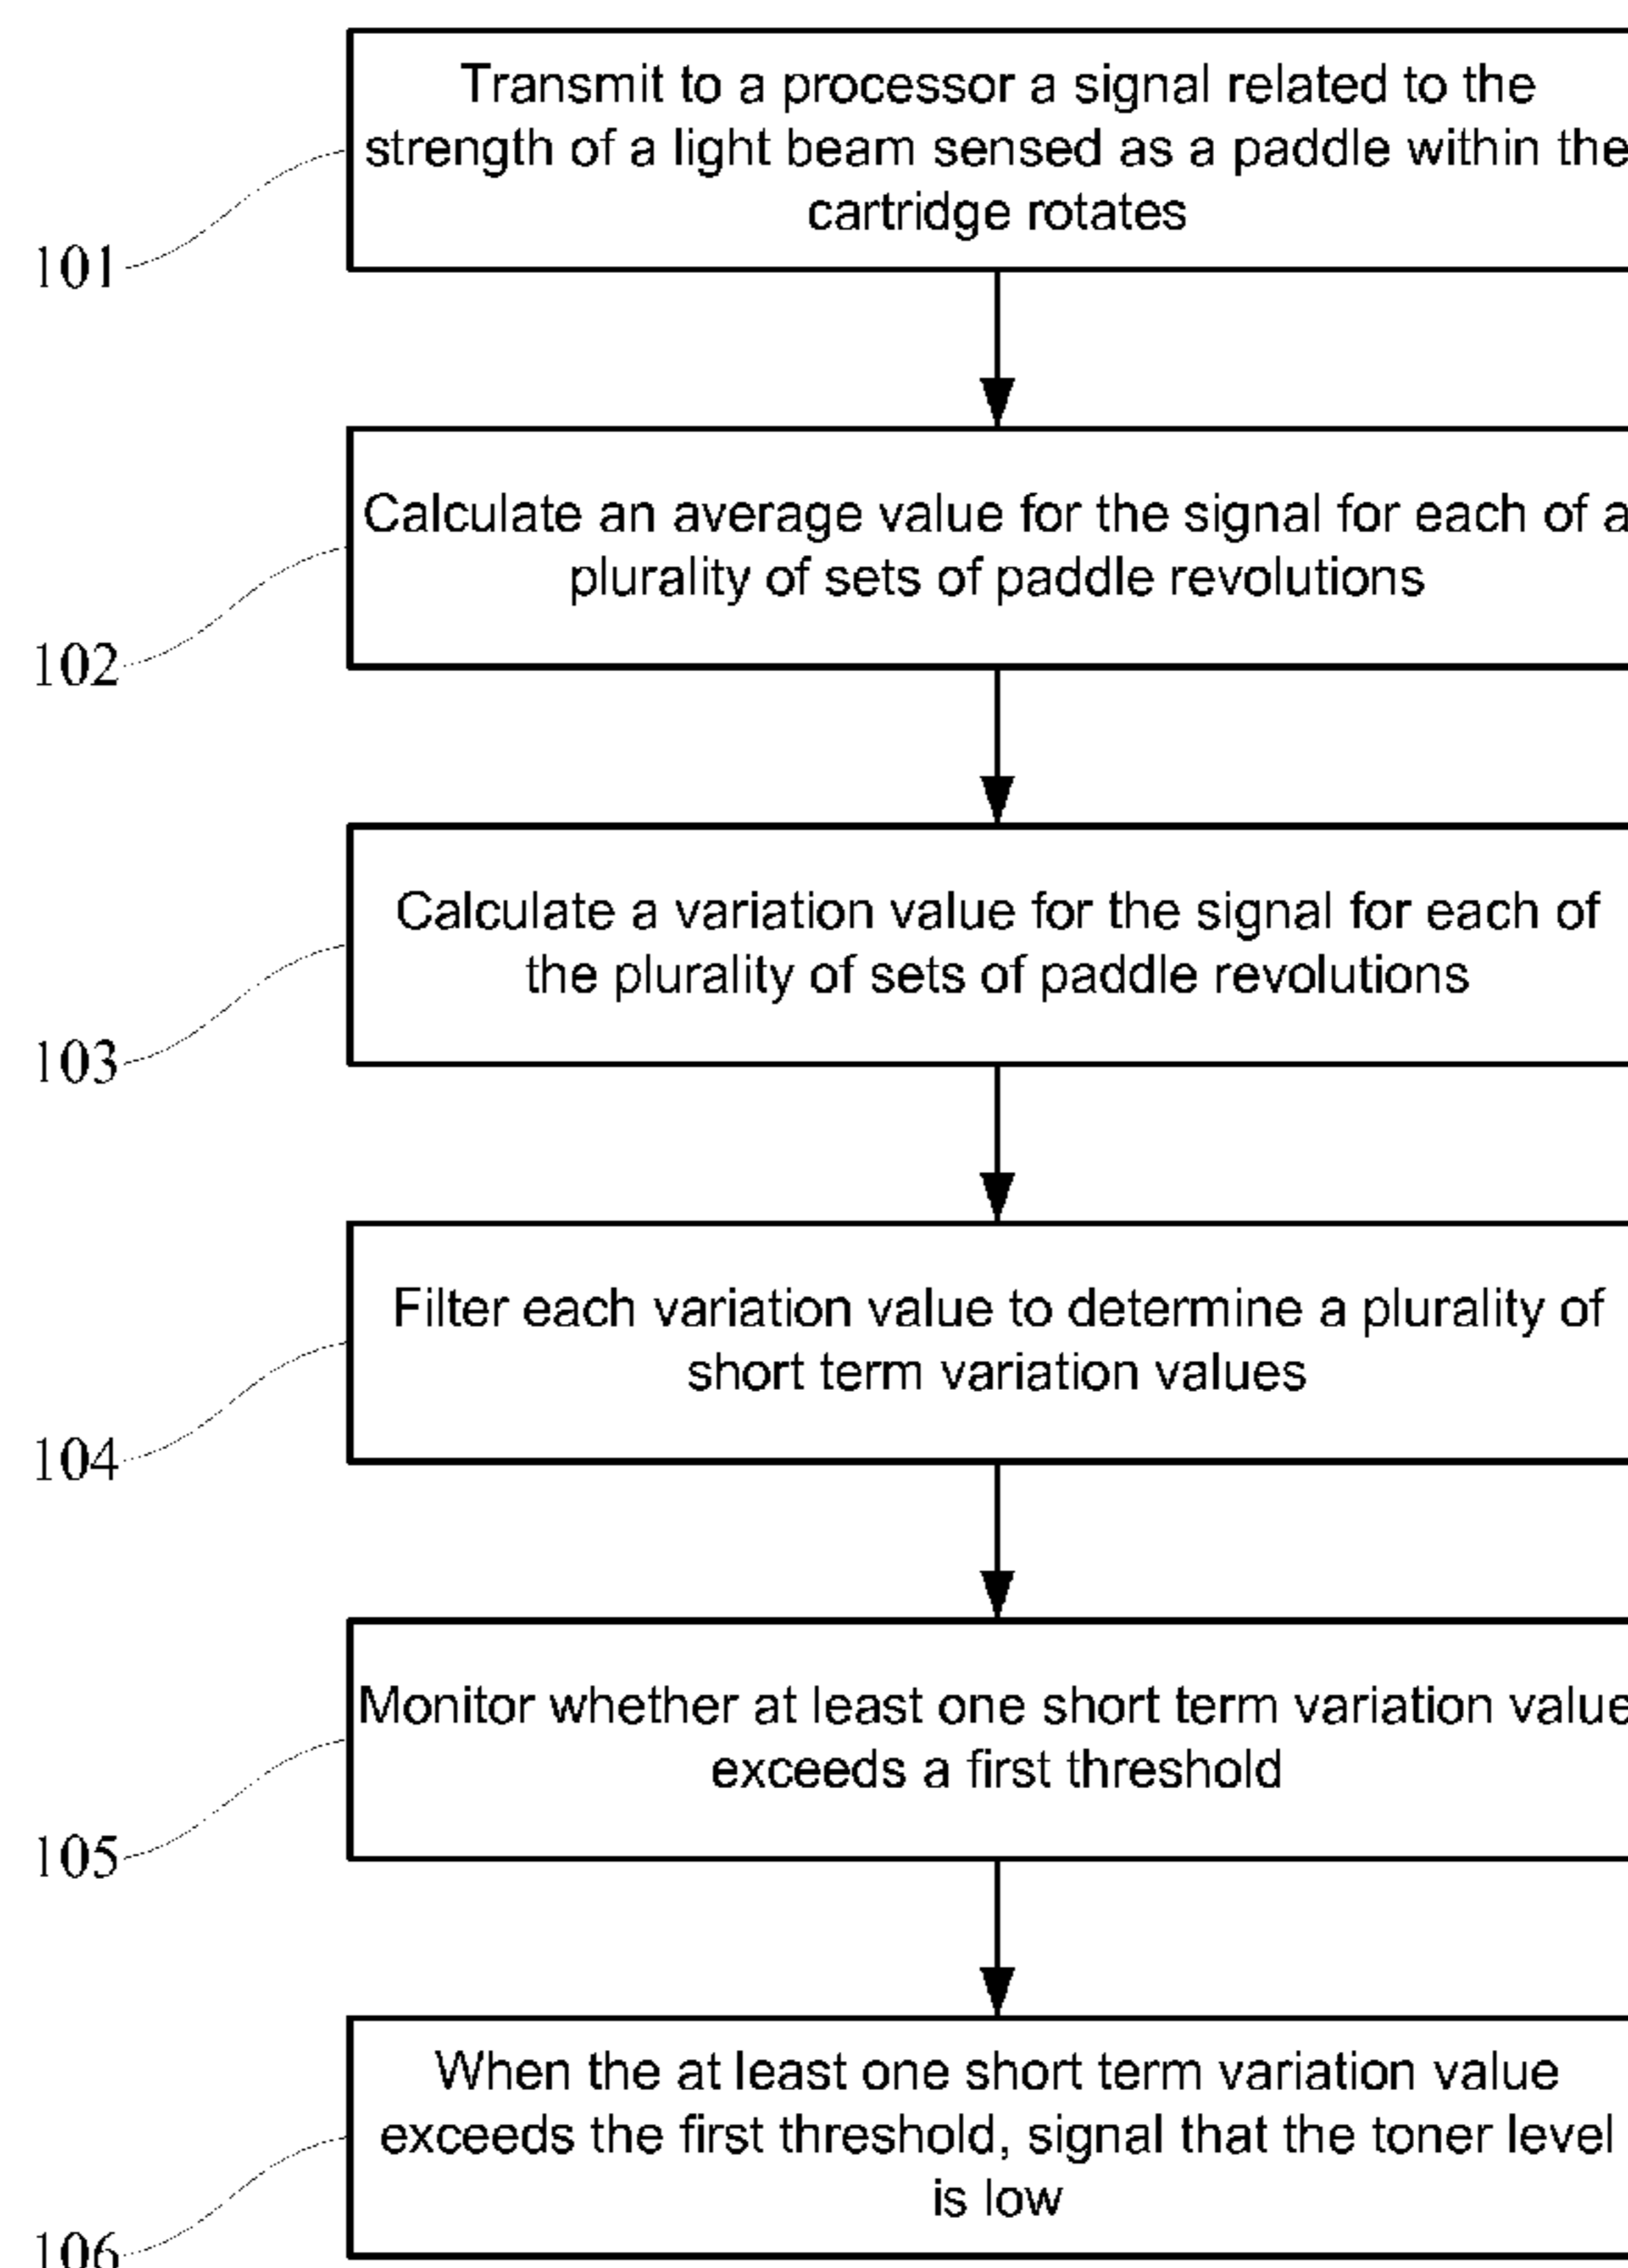 Transmit to a processor a signal related to the
strength of a light beam sensed as a paddle within the
cartridge rotates
101
Calculate an average value for the signal for each of a
plurality of sets of paddle revolutions
102
Calculate a variation value for the signal for each of
the plurality of sets of paddle revolutions
103
Filter each variation value to determine a plurality of
short term variation values
104
Monitor whether at least one short term variation value
exceeds a first threshold
105
When the at least one short term variation value
exceeds the first threshold, signal that the toner level
is low
106